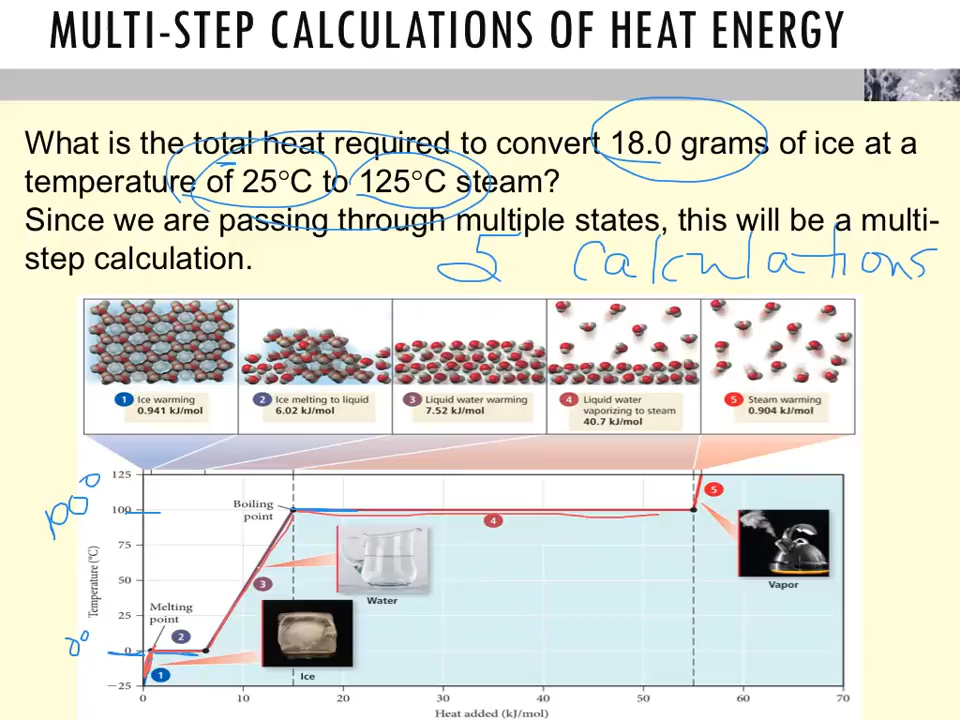 MULTI-STEP CALCULATIONS OF HEAT ENERGY
What is the total heat required to convert 18.0 grams of ice at a
temperature of 25°C to 125°C steam?
Since we are passing through multiple states, this will be a multi-
step calculation.
5 calculations
1 Ice warming
0.941 kJ/mol
2 Ice melting to liquid
6.02 kJ/mol
3 Liquid water warming
7.52 kJ/mol
4 Liquid water
vaporizing to steam
40.7 kJ/mol
5 Steam warming
0.904 kJ/mol
125
100
75
50
25
0
−25
100°
0°
Temperature (°C)
Boiling
point
Melting
point
1
2
3
4
5
Water
Ice
Vapor
0 10 20 30 40 50 60 70
Heat added (kJ/mol)